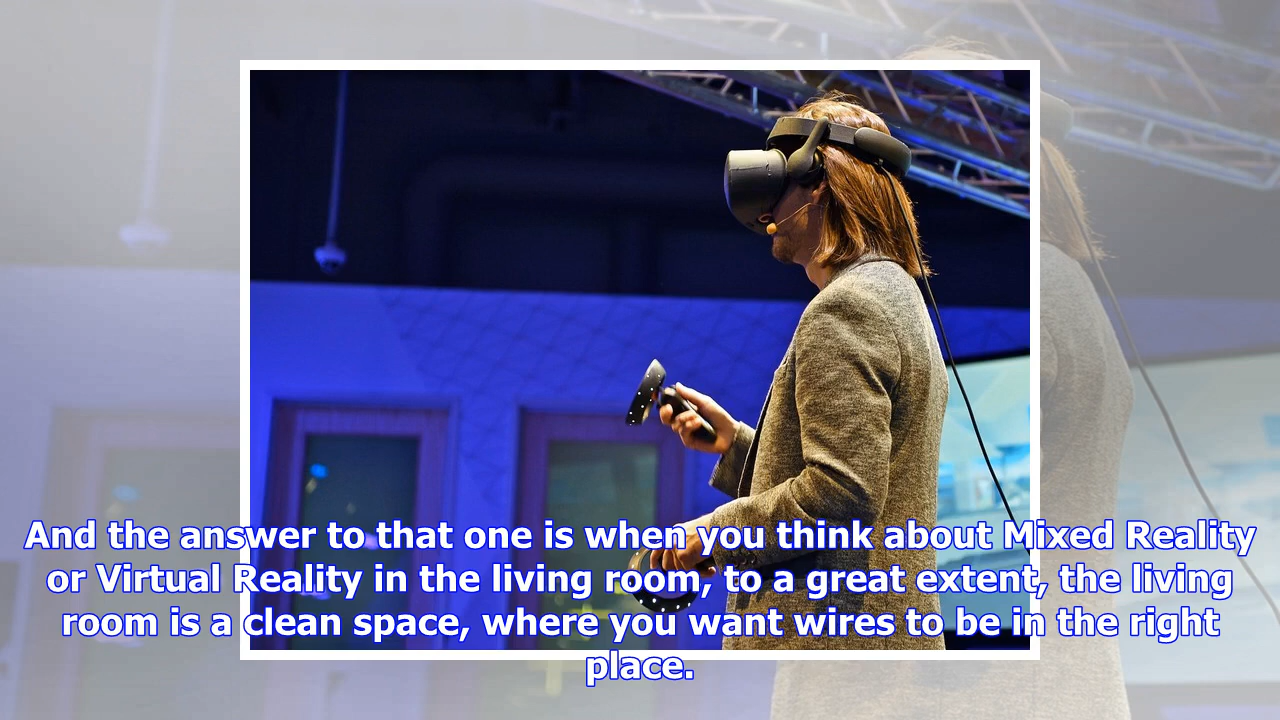 And the answer to that one is when you think about Mixed Reality
or Virtual Reality in the living room, to a great extent, the living
room is a clean space, where you want wires to be in the right
place.